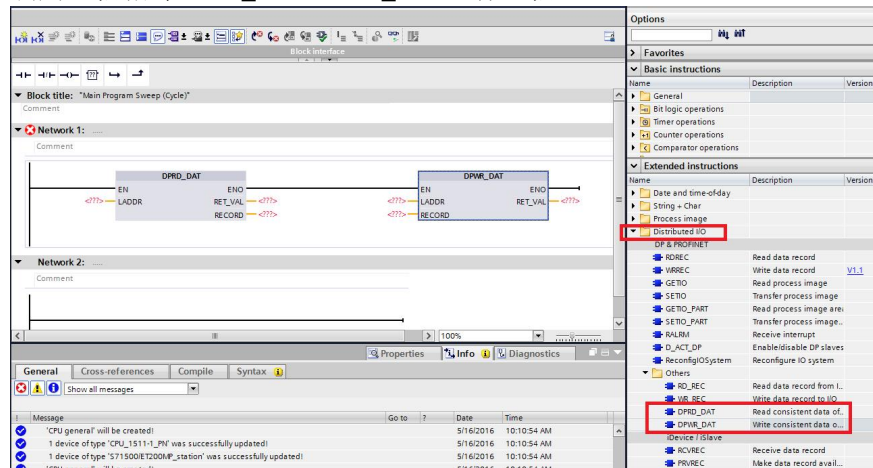 Options
Block interface
Favorites
Basic instructions
Name Description Version
General
Bit logic operations
Timer operations
Counter operations
Comparator operations
Block title: "Main Program Sweep (Cycle)"
Comment
Network 1: .....
Comment
DPRD_DAT
EN ENO
<???> LADDR RET_VAL <???>
RECORD <???>
DPWR_DAT
EN ENO
<???> LADDR RET_VAL <???>
<???> RECORD
Network 2: .....
Comment
100%
Extended instructions
Name Description Version
Date and time-of-day
String + Char
Process image
Distributed I/O
DP & PROFINET
RDREC Read data record
WRREC Write data record V1.1
GETIO Read process image
SETIO Transfer process image
GETIO_PART Read process image are
SETIO_PART Transfer process image..
RALRM Receive interrupt
D_ACT_DP Enable/disable DP slaves
ReconfigIOSystem Reconfigure IO system
Others
RD_REC Read data record from I..
WR_REC Write data record to I/O
DPRD_DAT Read consistent data of..
DPWR_DAT Write consistent data o...
iDevice / iSlave
RCVREC Receive data record
PRVREC Make data record avail...
Properties Info Diagnostics
General Cross-references Compile Syntax
Show all messages
! Message Go to ? Date Time
'CPU general' will be created! 5/16/2016 10:10:54 AM
1 device of type 'CPU_1511-1_PN' was successfully updated! 5/16/2016 10:10:54 AM
1 device of type 'S71500/ET200MP_station' was successfully updated! 5/16/2016 10:10:54 AM